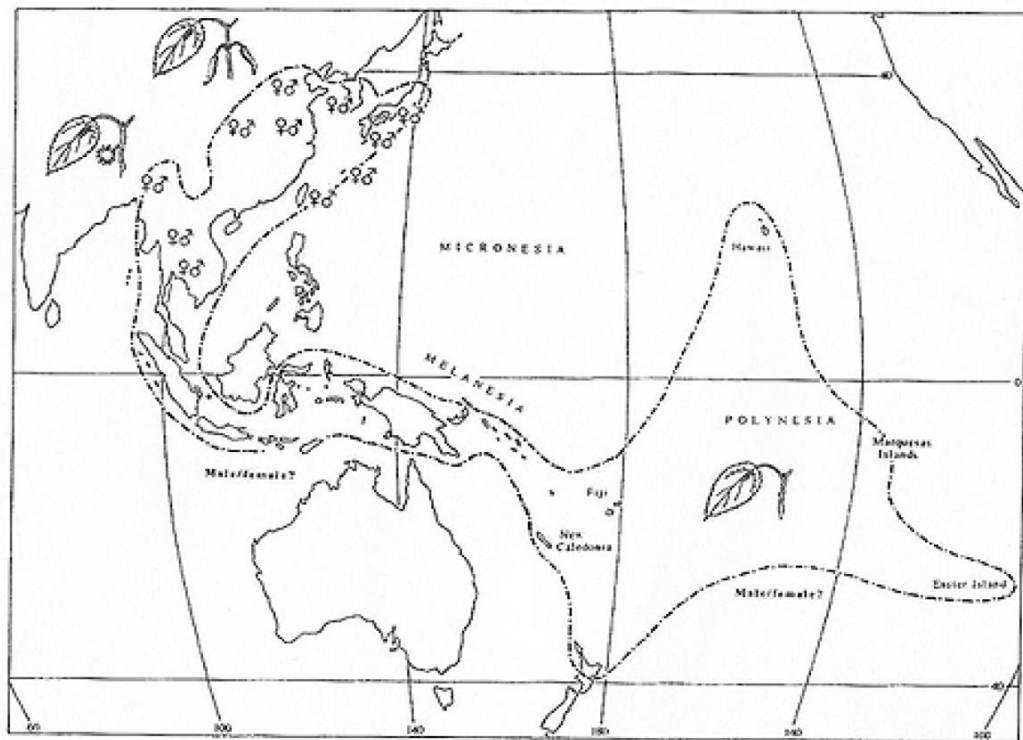 40
MICRONESIA
Hawaii
MELANESIA
0
POLYNESIA
Marquesas
Islands
Male/female?
Fiji
New
Caledonia
Easter Island
Male/female?
40
60
100
140
180
140
100